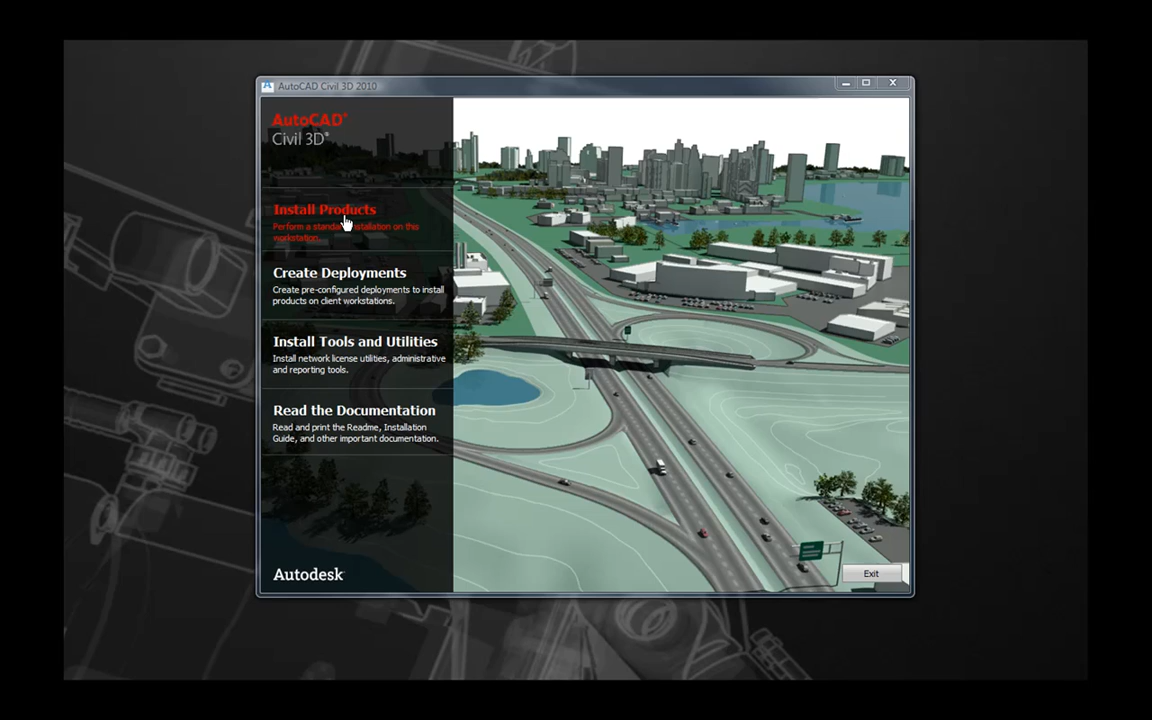 AutoCAD Civil 3D 2010
AutoCAD®
Civil 3D®
Install Products
Perform a standard installation on this
workstation.
Create Deployments
Create pre-configured deployments to install
products on client workstations.
Install Tools and Utilities
Install network license utilities, administrative
and reporting tools.
Read the Documentation
Read and print the Readme, Installation
Guide, and other important documentation.
Autodesk
Exit